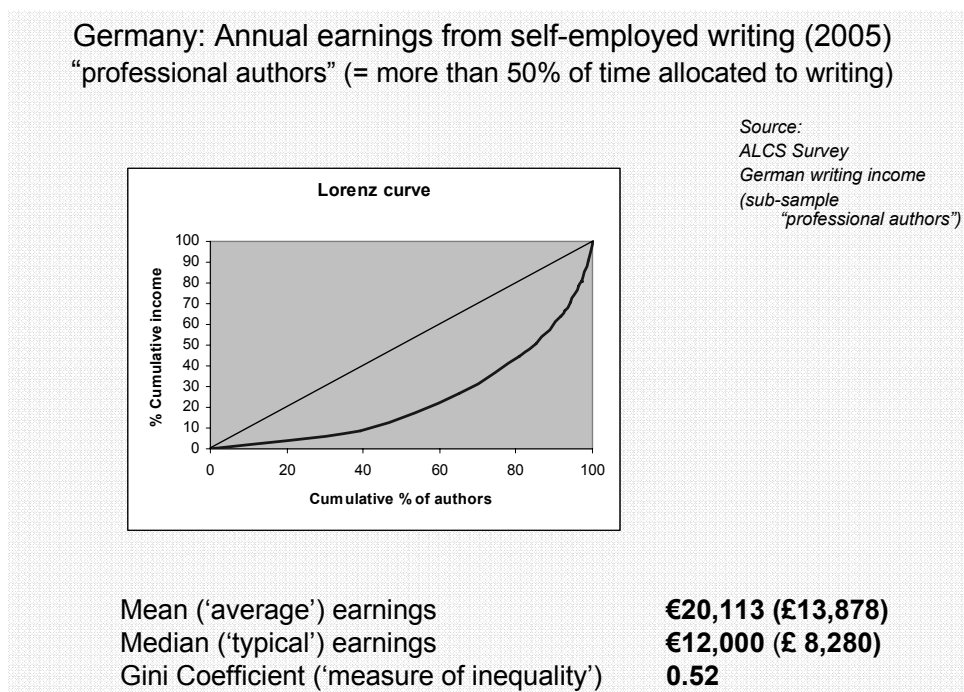 Germany: Annual earnings from self-employed writing (2005)
“professional authors” (= more than 50% of time allocated to writing)
Source:
ALCS Survey
German writing income
(sub-sample
“professional authors”)
Lorenz curve
% Cumulative income
100
90
80
70
60
50
40
30
20
10
0
0 20 40 60 80 100
Cumulative % of authors
Mean (‘average’) earnings €20,113 (£13,878)
Median (‘typical’) earnings €12,000 (£ 8,280)
Gini Coefficient (‘measure of inequality’) 0.52